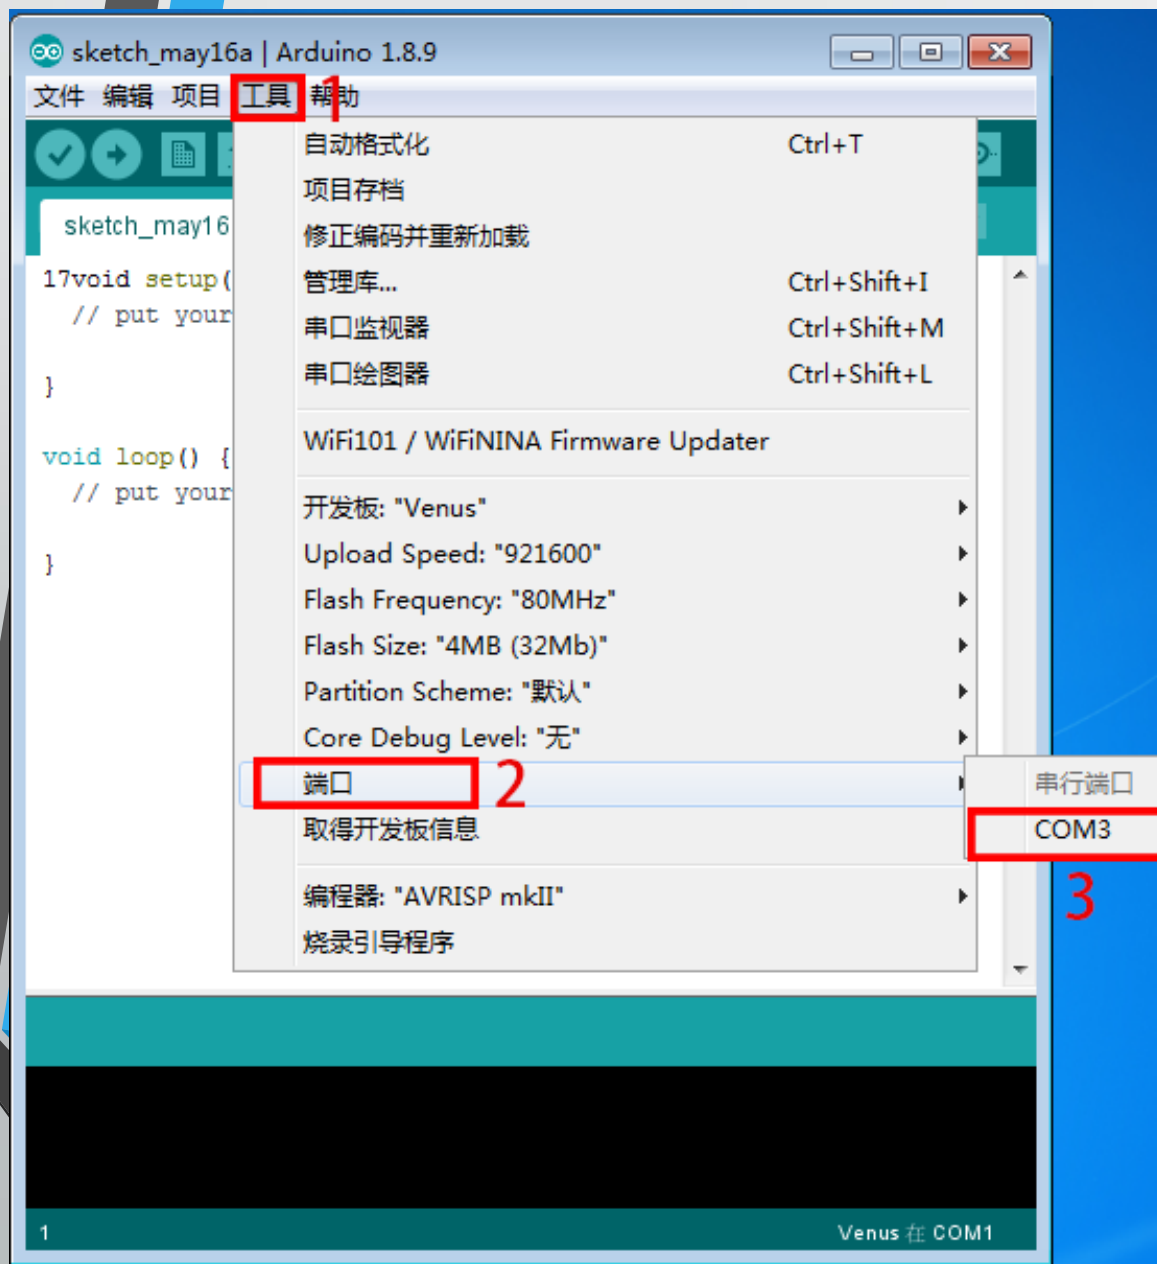 sketch_may16a | Arduino 1.8.9
文件 编辑 项目 工具 帮助
1
自动格式化 Ctrl+T
项目存档
sketch_may16
修正编码并重新加载
17void setup(
管理库... Ctrl+Shift+I
// put your
串口监视器 Ctrl+Shift+M
串口绘图器 Ctrl+Shift+L
}
WiFi101 / WiFiNINA Firmware Updater
void loop() {
// put your
开发板: "Venus"
Upload Speed: "921600"
}
Flash Frequency: "80MHz"
Flash Size: "4MB (32Mb)"
Partition Scheme: "默认"
Core Debug Level: "无"
端口 2
串行端口
取得开发板信息
COM3
3
编程器: "AVRISP mkII"
烧录引导程序
1
Venus 在 COM1